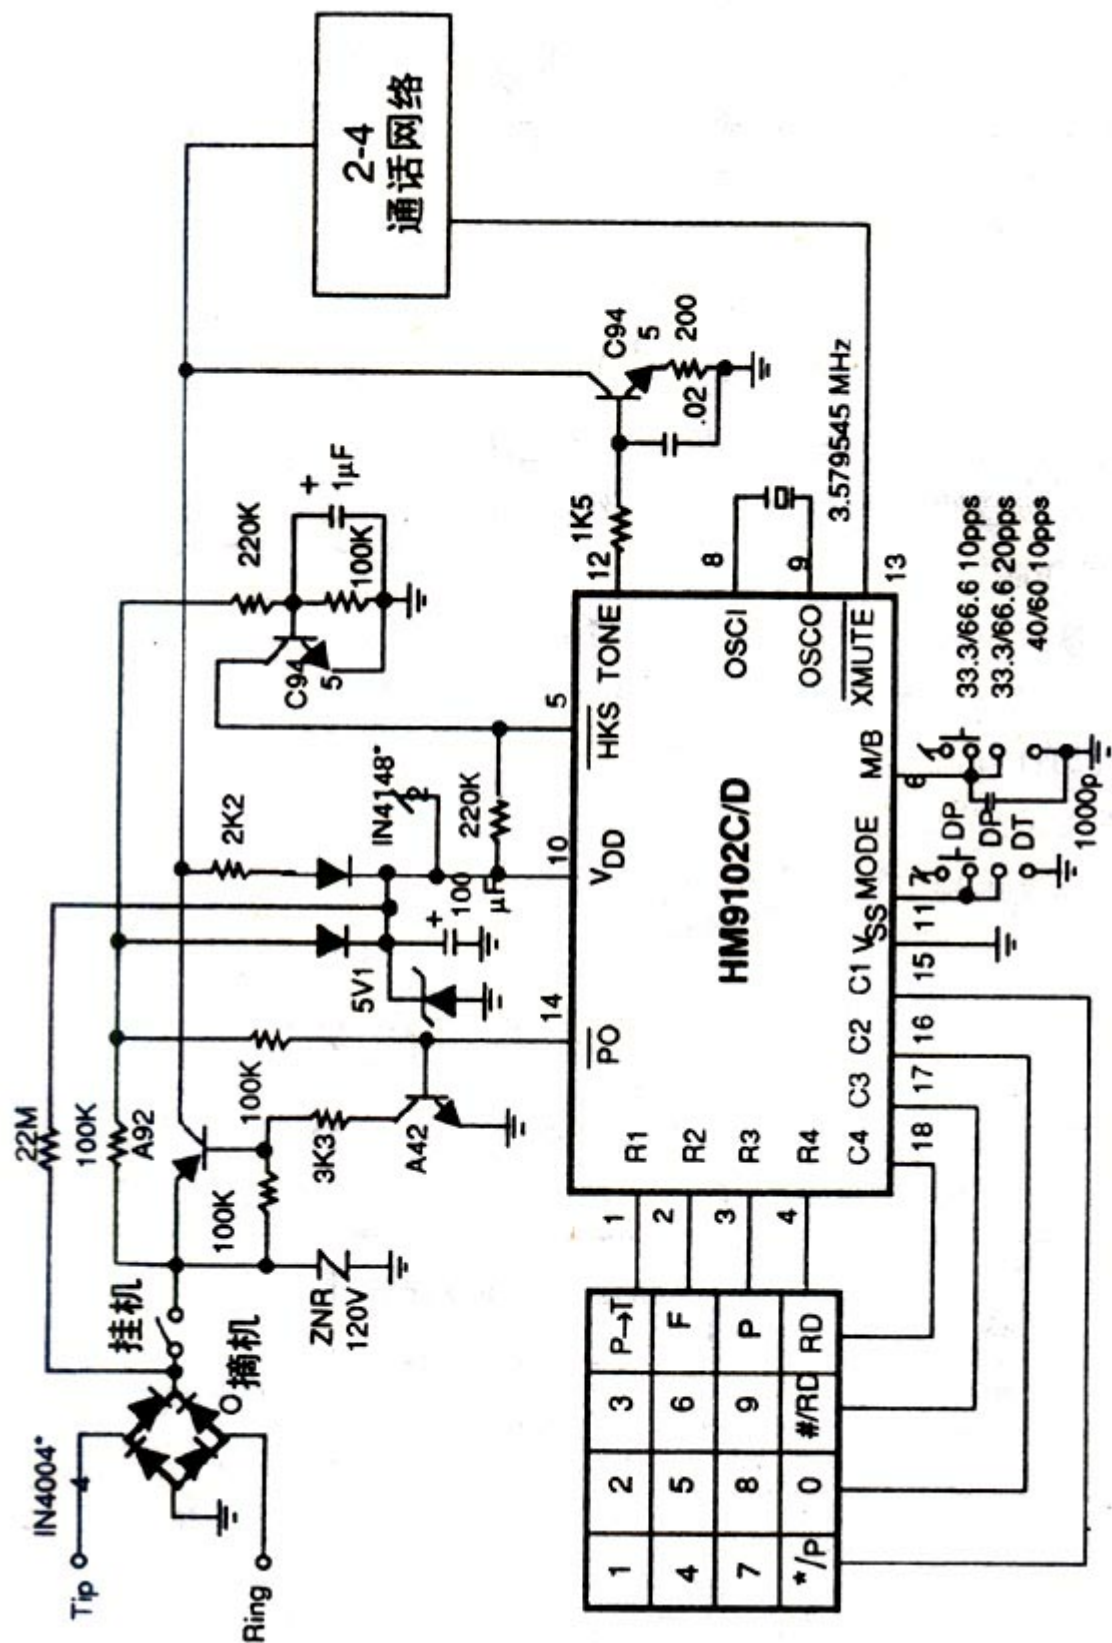 2-4
通话网络
IN4004*
4
Tip
Ring
挂机
摘机
22M
100K
A92
100K
ZNR
120V
100K
3K3
A42
5V1
2K2
IN4148*
2
+
100
μF
220K
220K
+
1μF
100K
C94
5
1K5
C94
5
200
.02
3.579545 MHz
14
10
5
12
8
9
13
PO
VDD
HKS
TONE
OSCI
OSCO
XMUTE
HM9102C/D
R1
R2
R3
R4
C4
C3
C2
C1
VSS
MODE
M/B
1
2
3
4
18
17
16
15
11
7
6
DP
DP
DT
33.3/66.6 10pps
33.3/66.6 20pps
40/60 10pps
1000p
1 2 3 P→T
4 5 6 F
7 8 9 P
*/P 0 #/RD RD